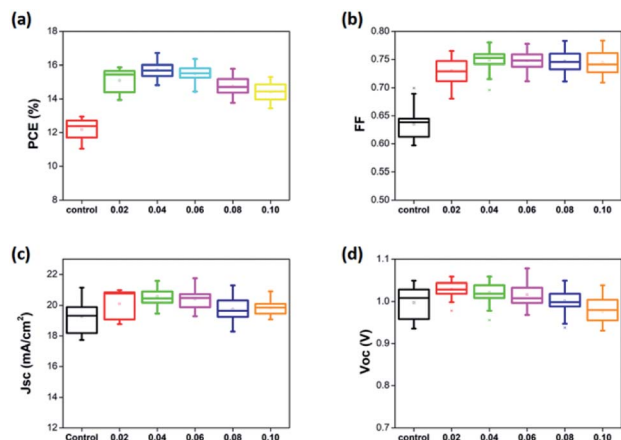 (a)
18
16
14
12
10
8
PCE (%)
control 0.02 0.04 0.06 0.08 0.10
(b)
0.80
0.75
0.70
0.65
0.60
0.55
0.50
FF
control 0.02 0.04 0.06 0.08 0.10
(c)
22
20
18
16
14
12
Jsc (mA/cm²)
Control 0.02 0.04 0.06 0.08 0.10
(d)
1.1
1.0
0.9
0.8
0.7
Voc (V)
control 0.02 0.04 0.06 0.08 0.10